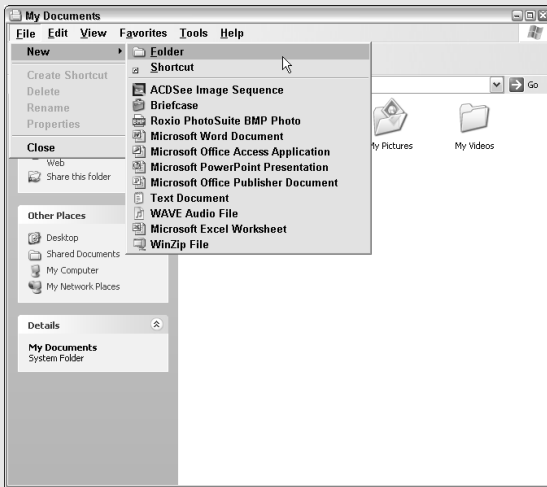 My Documents
File Edit View Favorites Tools Help
New
Create Shortcut
Delete
Rename
Properties
Close
Folder
Shortcut
ACDSee Image Sequence
Briefcase
Roxio PhotoSuite BMP Photo
Microsoft Word Document
Microsoft Office Access Application
Microsoft PowerPoint Presentation
Microsoft Office Publisher Document
Text Document
WAVE Audio File
Microsoft Excel Worksheet
WinZip File
Go
My Pictures
My Videos
Web
Share this folder
Other Places
Desktop
Shared Documents
My Computer
My Network Places
Details
My Documents
System Folder